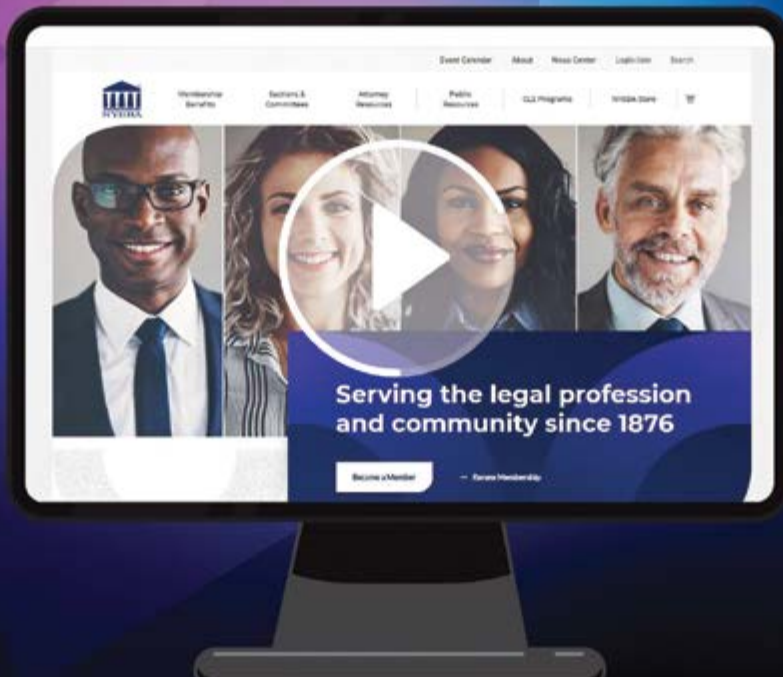 Event Calendar About News Center Login/Join Search
NYSBA
Membership Benefits
Sections & Committees
Attorney Resources
Public Resources
CLE Programs
NYSBA Store
Serving the legal profession
and community since 1876
Become a Member
Renew Membership